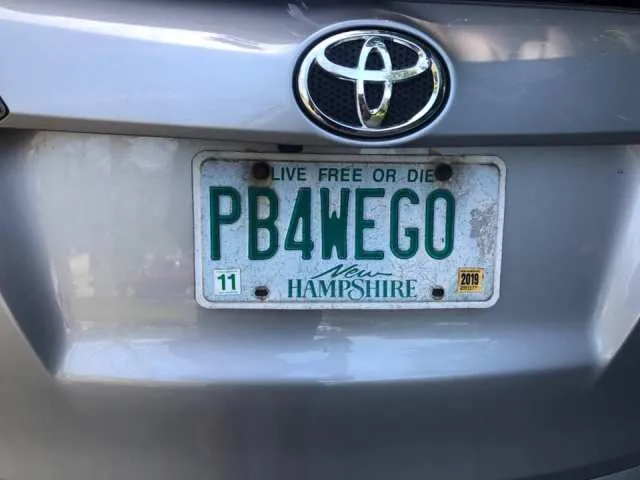 LIVE FREE OR DIE
PB4WEGO
11
New
2019
HAMPSHIRE